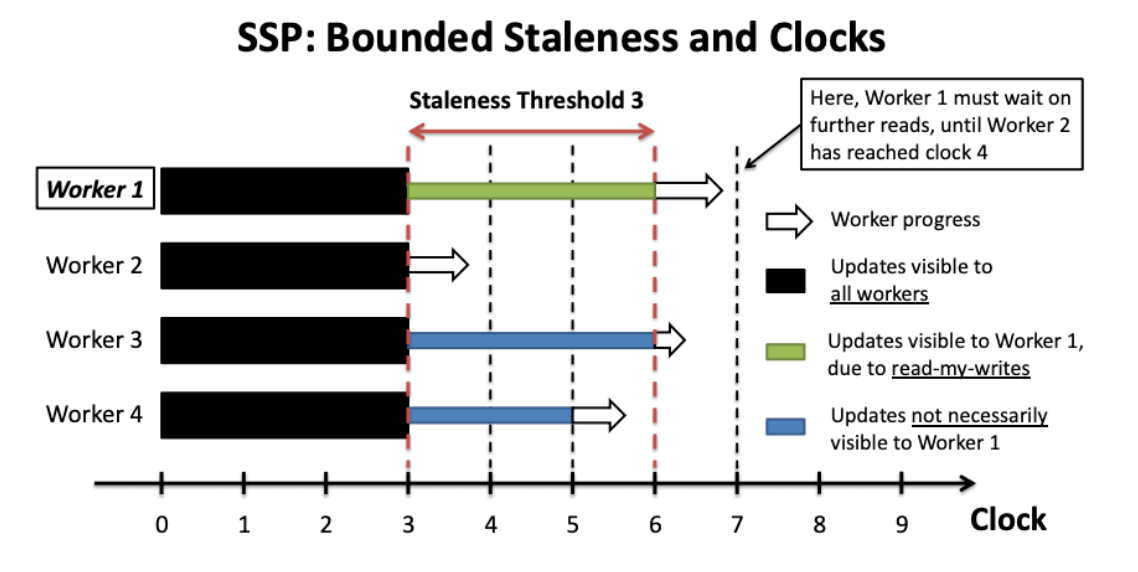 SSP: Bounded Staleness and Clocks
Staleness Threshold 3
Here, Worker 1 must wait on
further reads, until Worker 2
has reached clock 4
Worker 1
Worker 2
Worker 3
Worker 4
Worker progress
Updates visible to
all workers
Updates visible to Worker 1,
due to read-my-writes
Updates not necessarily
visible to Worker 1
0 1 2 3 4 5 6 7 8 9
Clock